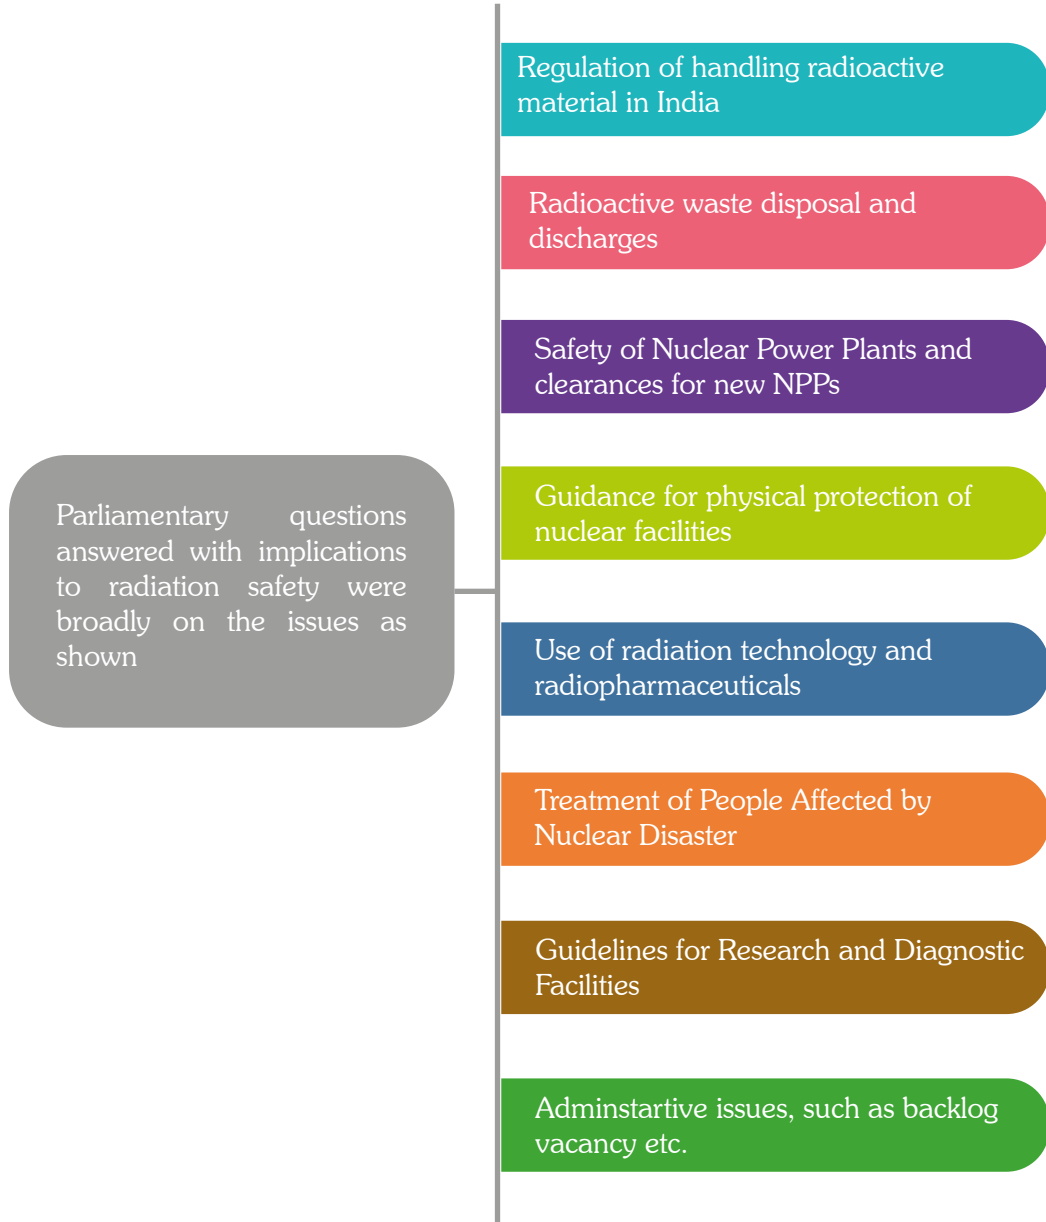 Parliamentary questions
answered with implications
to radiation safety were
broadly on the issues as
shown
Regulation of handling radioactive
material in India
Radioactive waste disposal and
discharges
Safety of Nuclear Power Plants and
clearances for new NPPs
Guidance for physical protection of
nuclear facilities
Use of radiation technology and
radiopharmaceuticals
Treatment of People Affected by
Nuclear Disaster
Guidelines for Research and Diagnostic
Facilities
Adminstartive issues, such as backlog
vacancy etc.